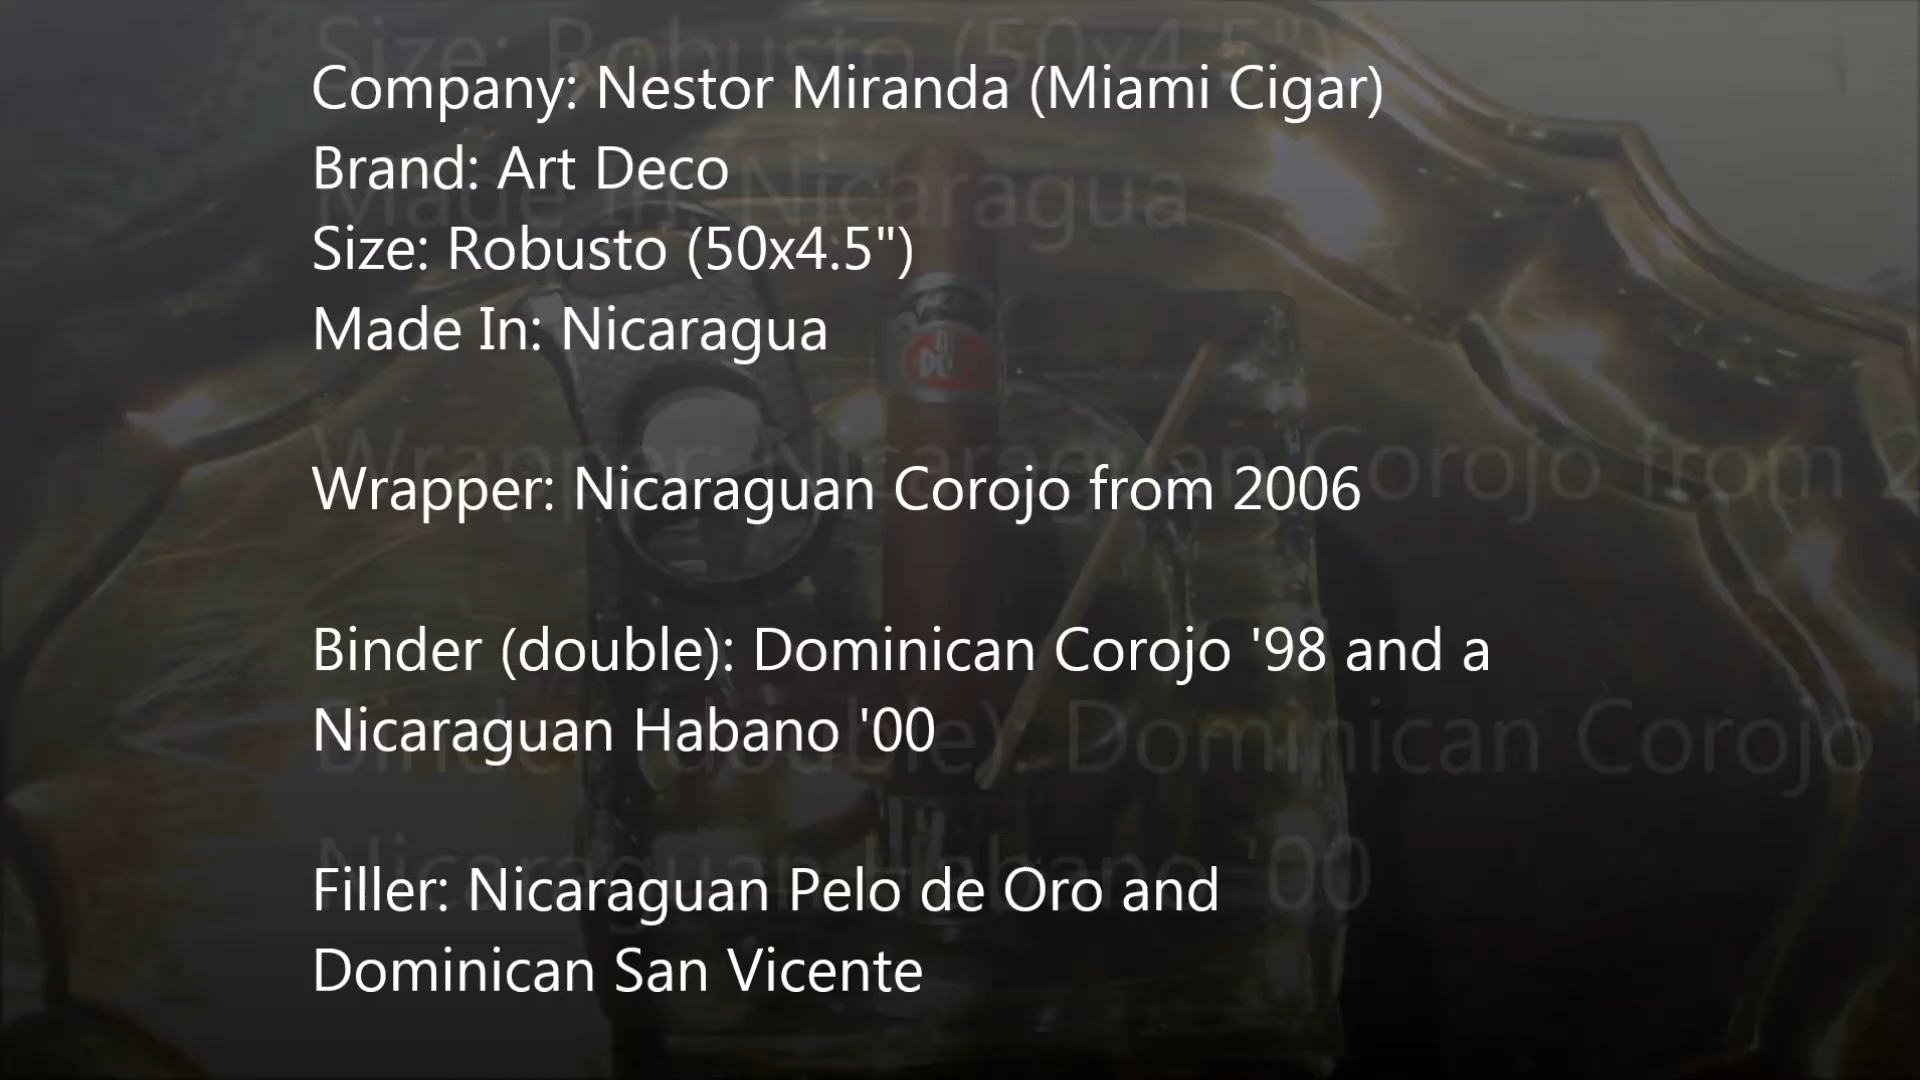 Company: Nestor Miranda (Miami Cigar)
Brand: Art Deco
Size: Robusto (50x4.5")
Made In: Nicaragua
Wrapper: Nicaraguan Corojo from 2006
Binder (double): Dominican Corojo '98 and a
Nicaraguan Habano '00
Filler: Nicaraguan Pelo de Oro and
Dominican San Vicente